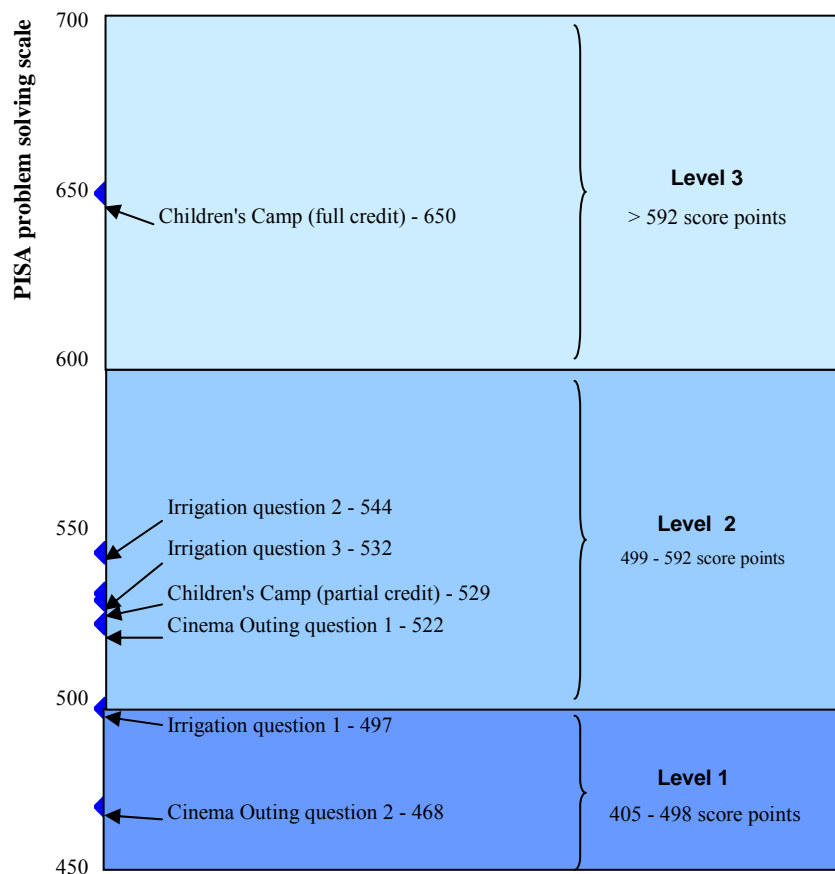 PISA problem solving scale
700
650
600
550
500
450
Level 3
> 592 score points
Children's Camp (full credit) - 650
Level 2
499 - 592 score points
Irrigation question 2 - 544
Irrigation question 3 - 532
Children's Camp (partial credit) - 529
Cinema Outing question 1 - 522
Irrigation question 1 - 497
Level 1
405 - 498 score points
Cinema Outing question 2 - 468